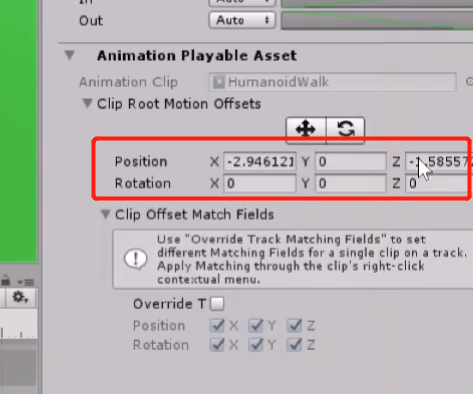 In Auto
Out Auto
Animation Playable Asset
Animation Clip HumanoidWalk
Clip Root Motion Offsets
Position X -2.946121 Y 0 Z
Rotation X 0 Y 0 Z 0
Clip Offset Match Fields
Use "Override Track Matching Fields" to set
different Matching Fields for a single clip on a track.
Apply Matching through the clip's right-click
contextual menu.
Override T
Position X Y Z
Rotation X Y Z